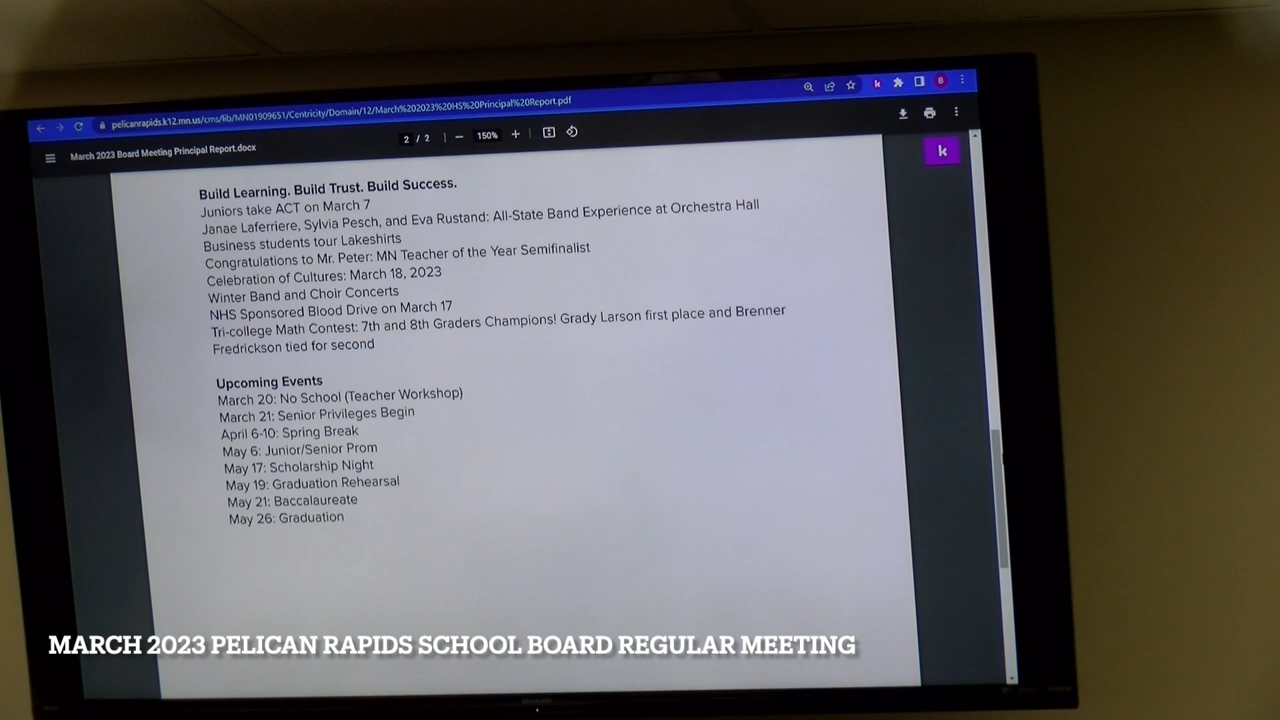 pelicanrapids.k12.mn.us/cms/lib/MN01909651/Centricity/Domain/12/March%202023%20HS%20Principal%20Report.pdf
March 2023 Board Meeting Principal Report.docx
2 / 2
150%
k
B
k
Build Learning. Build Trust. Build Success.
Juniors take ACT on March 7
Janae Laferriere, Sylvia Pesch, and Eva Rustand: All-State Band Experience at Orchestra Hall
Business students tour Lakeshirts
Congratulations to Mr. Peter: MN Teacher of the Year Semifinalist
Celebration of Cultures: March 18, 2023
Winter Band and Choir Concerts
NHS Sponsored Blood Drive on March 17
Tri-college Math Contest: 7th and 8th Graders Champions! Grady Larson first place and Brenner
Fredrickson tied for second
Upcoming Events
March 20: No School (Teacher Workshop)
March 21: Senior Privileges Begin
April 6-10: Spring Break
May 6: Junior/Senior Prom
May 17: Scholarship Night
May 19: Graduation Rehearsal
May 21: Baccalaureate
May 26: Graduation
MARCH 2023 PELICAN RAPIDS SCHOOL BOARD REGULAR MEETING